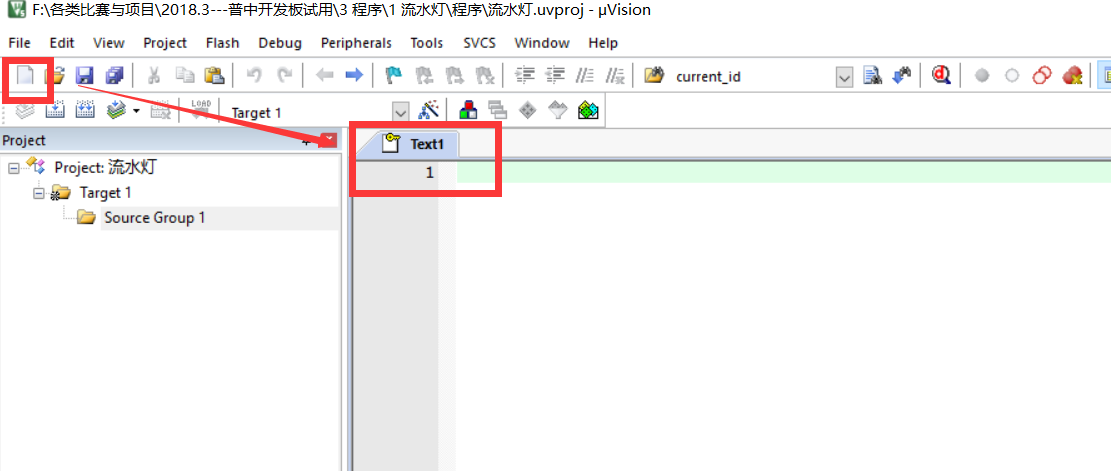 F:\各类比赛与项目\2018.3---普中开发板试用\3 程序\1 流水灯\程序\流水灯.uvproj - µVision
File Edit View Project Flash Debug Peripherals Tools SVCS Window Help
current_id
LOAD Target 1
Project
Text1
Project: 流水灯
1
Target 1
Source Group 1